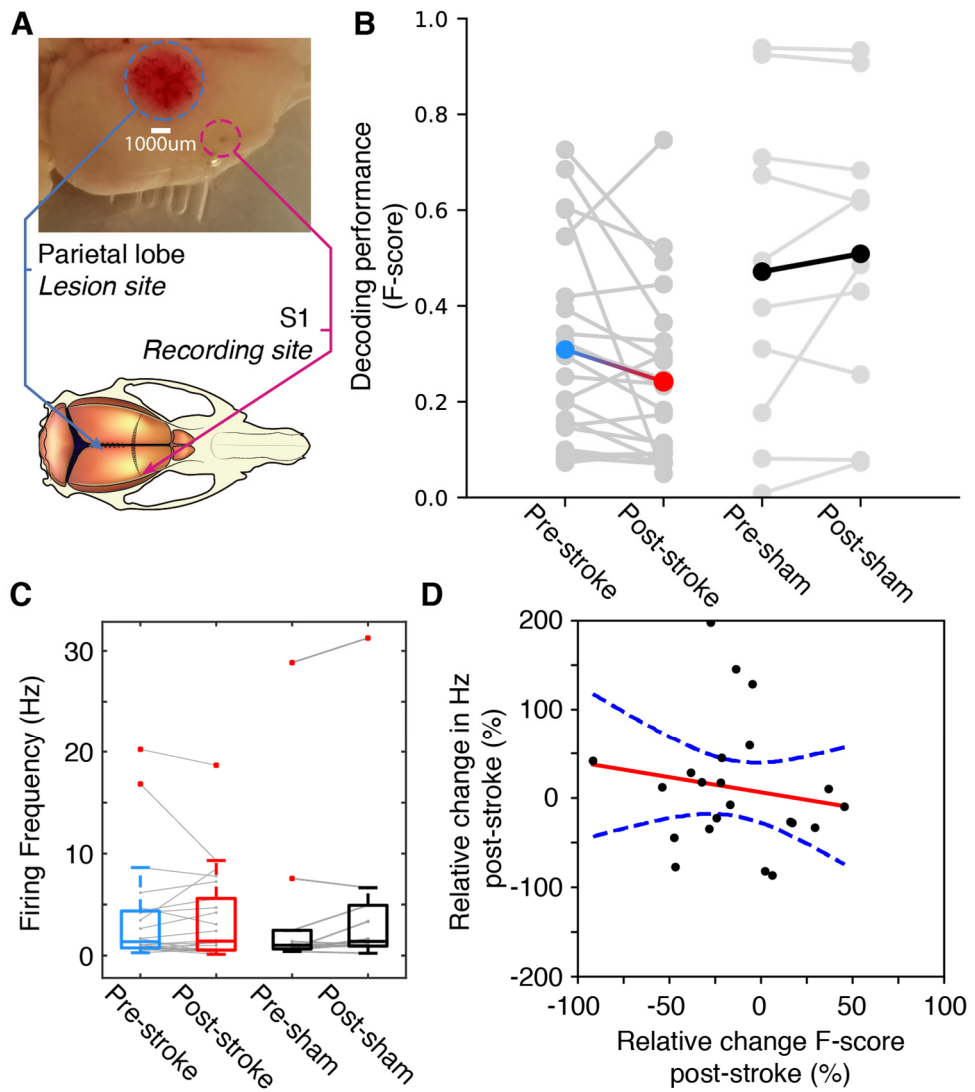 A
1000um
Parietal lobe
Lesion site
S1
Recording site
B
Decoding performance
(F-score)
1.0
0.8
0.6
0.4
0.2
0.0
Pre-stroke
Post-stroke
Pre-sham
Post-sham
C
Firing Frequency (Hz)
30
20
10
0
Pre-stroke
Post-stroke
Pre-sham
Post-sham
D
Relative change in Hz
post-stroke (%)
200
100
0
-100
-200
-100
-50
0
50
100
Relative change F-score
post-stroke (%)